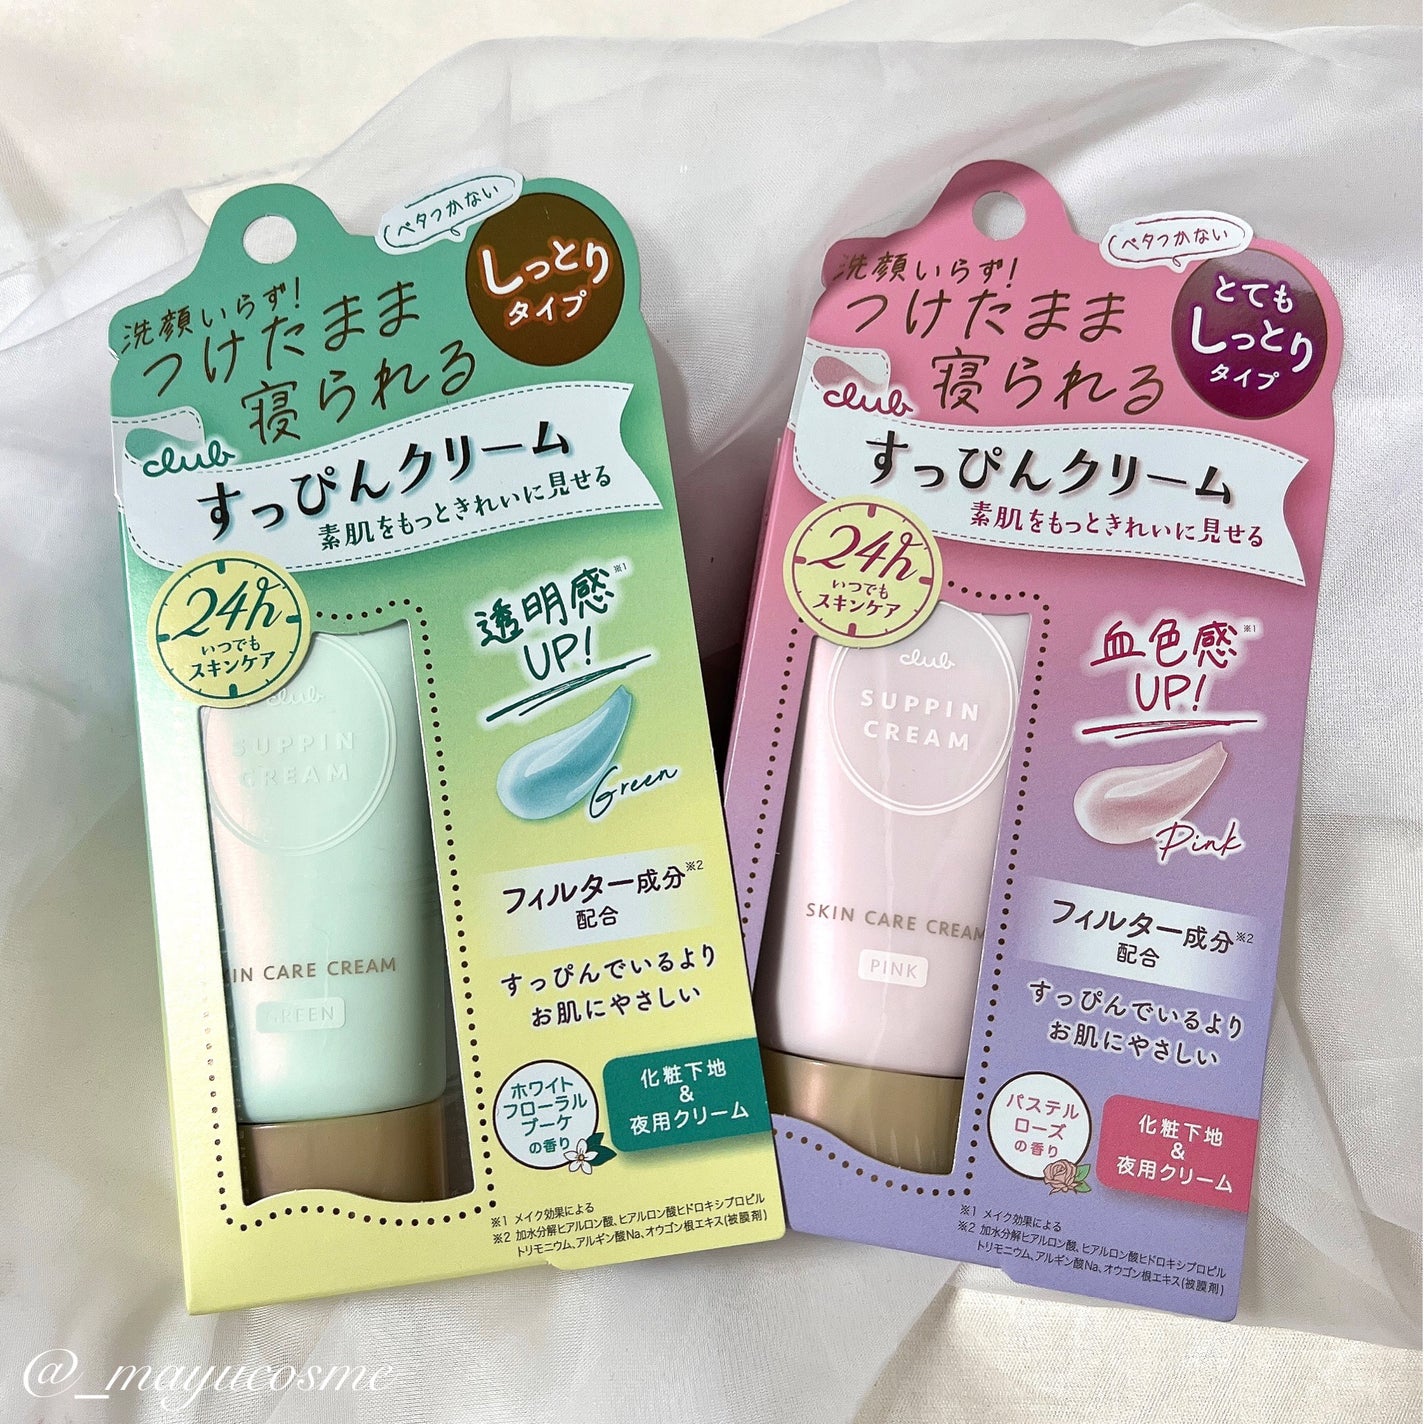 ベタつかない
しっとり
タイプ
洗顔いらず!
つけたまま
寝られる
club
すっぴんクリーム
素肌をもっときれいに見せる
24h
いつでも
スキンケア
透明感※1
UP!
Green
club
SUPPIN
CREAM
フィルター成分※2
配合
すっぴんでいるより
お肌にやさしい
IN CARE CREAM
GREEN
ホワイト
フローラル
ブーケ
の香り
化粧下地
&
夜用クリーム
※1 メイク効果による
※2 加水分解ヒアルロン酸、ヒアルロン酸ヒドロキシプロピル
トリモニウム、アルギン酸Na、オウゴン根エキス(被膜剤)
ベタつかない
とても
しっとり
タイプ
洗顔いらず!
つけたまま
寝られる
club
すっぴんクリーム
素肌をもっときれいに見せる
24h
いつでも
スキンケア
血色感※1
UP!
Pink
club
SUPPIN
CREAM
フィルター成分※2
配合
すっぴんでいるより
お肌にやさしい
SKIN CARE CREAM
PINK
パステル
ローズ
の香り
化粧下地
&
夜用クリーム
※1 メイク効果による
※2 加水分解ヒアルロン酸、ヒアルロン酸ヒドロキシプロピル
トリモニウム、アルギン酸Na、オウゴン根エキス(被膜剤)
@_mayucosme